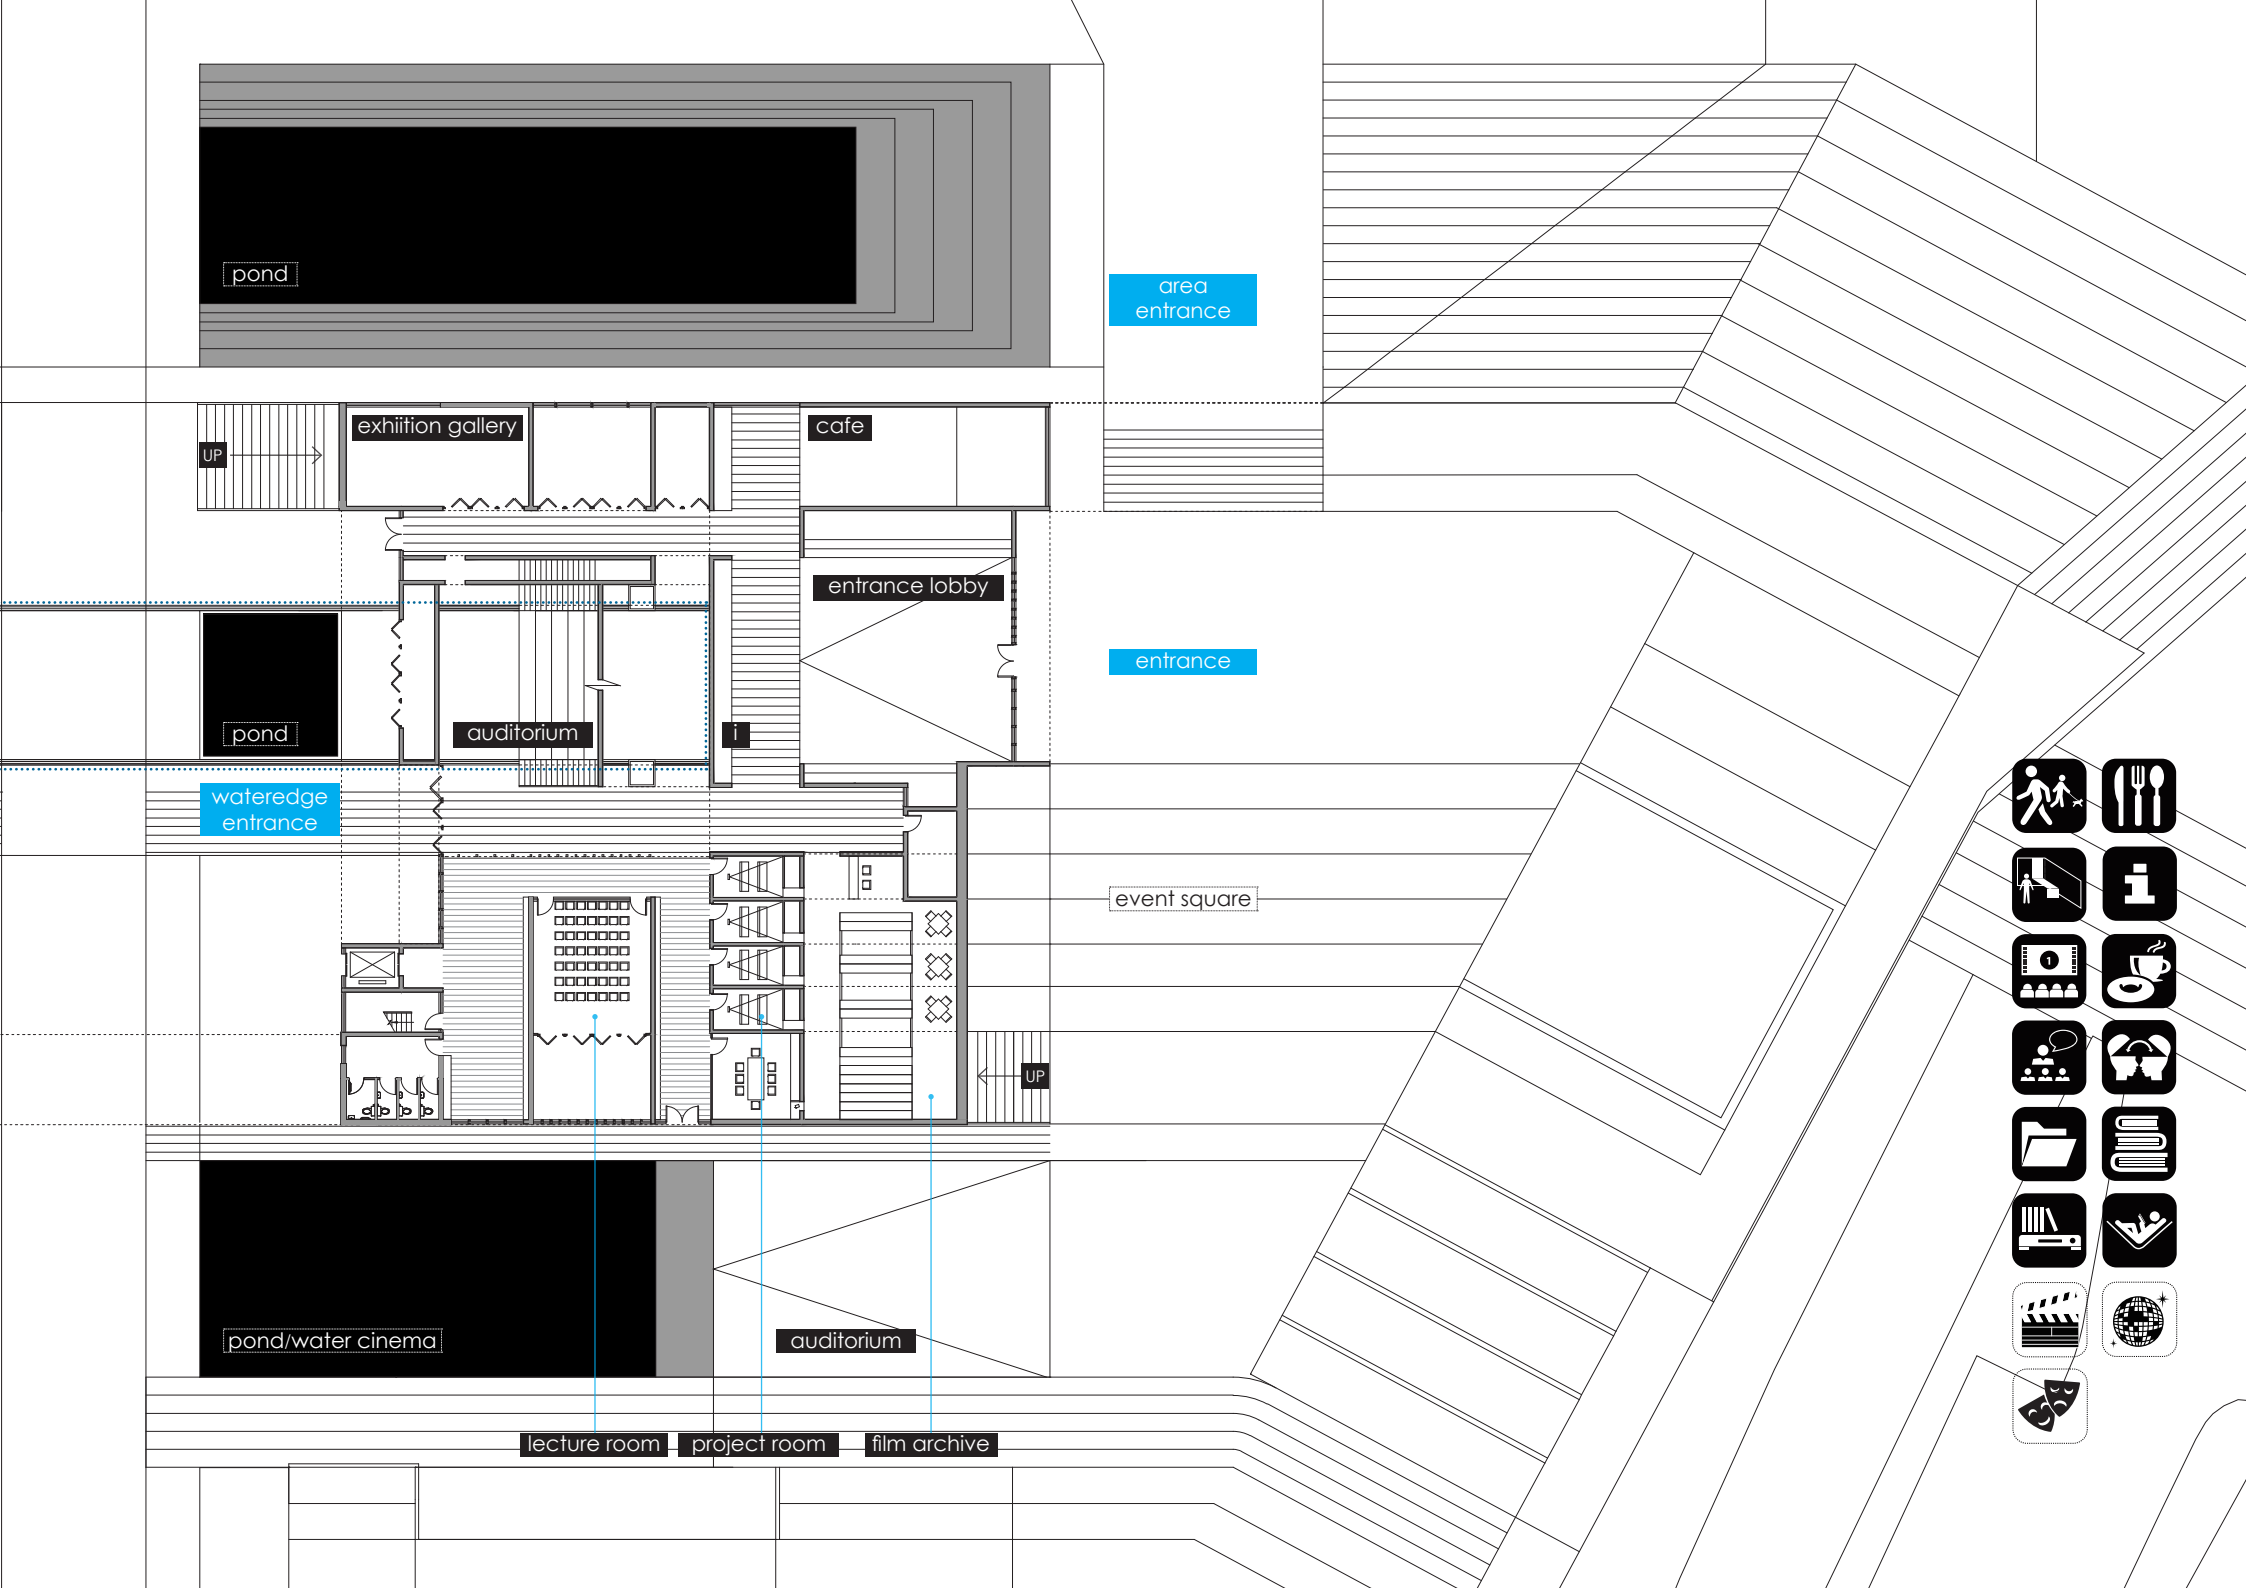 pond
area
entrance
exhiition gallery
cafe
UP
entrance lobby
entrance
pond
auditorium
i
wateredge
entrance
event square
1
UP
pond/water cinema
auditorium
lecture room
project room
film archive